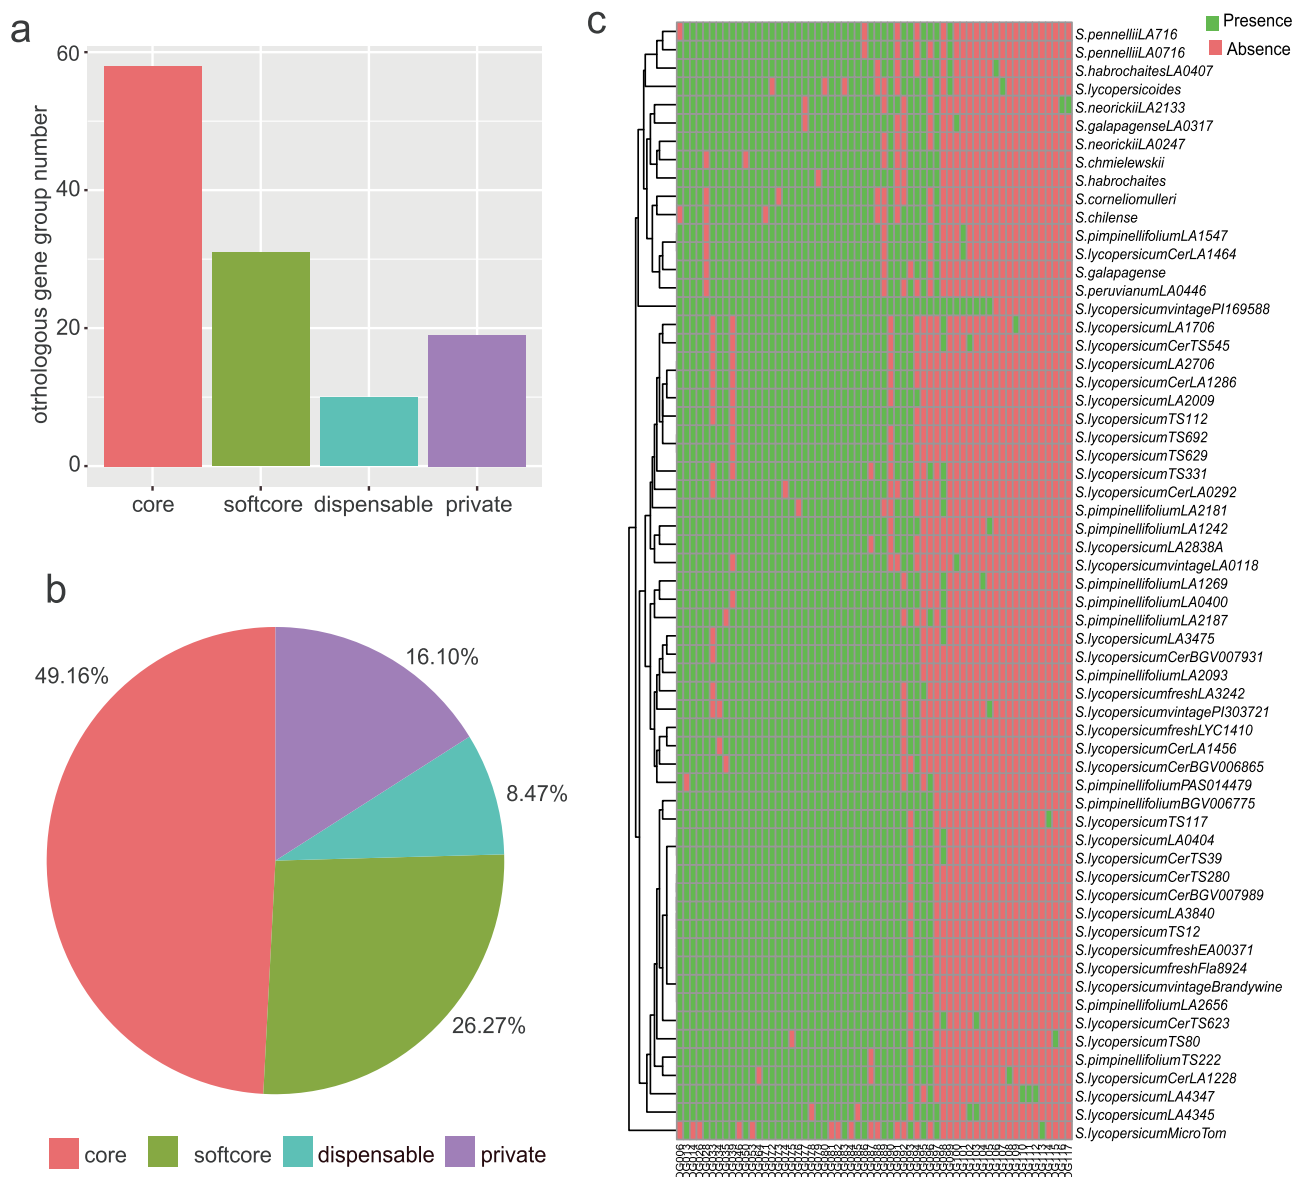 a
otrhologous gene group number
60
40
20
0
core softcore dispensable private
b
49.16%
16.10%
8.47%
26.27%
core softcore dispensable private
c
Presence
Absence
S.pennelliiLA716
S.pennelliiLA0716
S.habrochaitesLA0407
S.lycopersicoides
S.neorickiiLA2133
S.galapagenseLA0317
S.neorickiiLA0247
S.chmielewskii
S.habrochaites
S.corneliomulleri
S.chilense
S.pimpinellifoliumLA1547
S.lycopersicumCerLA1464
S.galapagense
S.peruvianumLA0446
S.lycopersicumvintagePI169588
S.lycopersicumLA1706
S.lycopersicumCerTS545
S.lycopersicumLA2706
S.lycopersicumCerLA1286
S.lycopersicumLA2009
S.lycopersicumTS112
S.lycopersicumTS692
S.lycopersicumTS629
S.lycopersicumTS331
S.lycopersicumCerLA0292
S.pimpinellifoliumLA2181
S.pimpinellifoliumLA1242
S.lycopersicumLA2838A
S.lycopersicumvintageLA0118
S.pimpinellifoliumLA1269
S.pimpinellifoliumLA0400
S.pimpinellifoliumLA2187
S.lycopersicumLA3475
S.lycopersicumCerBGV007931
S.pimpinellifoliumLA2093
S.lycopersicumfreshLA3242
S.lycopersicumvintagePI303721
S.lycopersicumfreshLYC1410
S.lycopersicumCerLA1456
S.lycopersicumCerBGV006865
S.pimpinellifoliumPAS014479
S.pimpinellifoliumBGV006775
S.lycopersicumTS117
S.lycopersicumLA0404
S.lycopersicumCerTS39
S.lycopersicumCerTS280
S.lycopersicumCerBGV007989
S.lycopersicumLA3840
S.lycopersicumTS12
S.lycopersicumfreshEA00371
S.lycopersicumfreshFla8924
S.lycopersicumvintageBrandywine
S.pimpinellifoliumLA2656
S.lycopersicumCerTS623
S.lycopersicumTS80
S.pimpinellifoliumTS222
S.lycopersicumCerLA1228
S.lycopersicumLA4347
S.lycopersicumLA4345
S.lycopersicumMicroTom